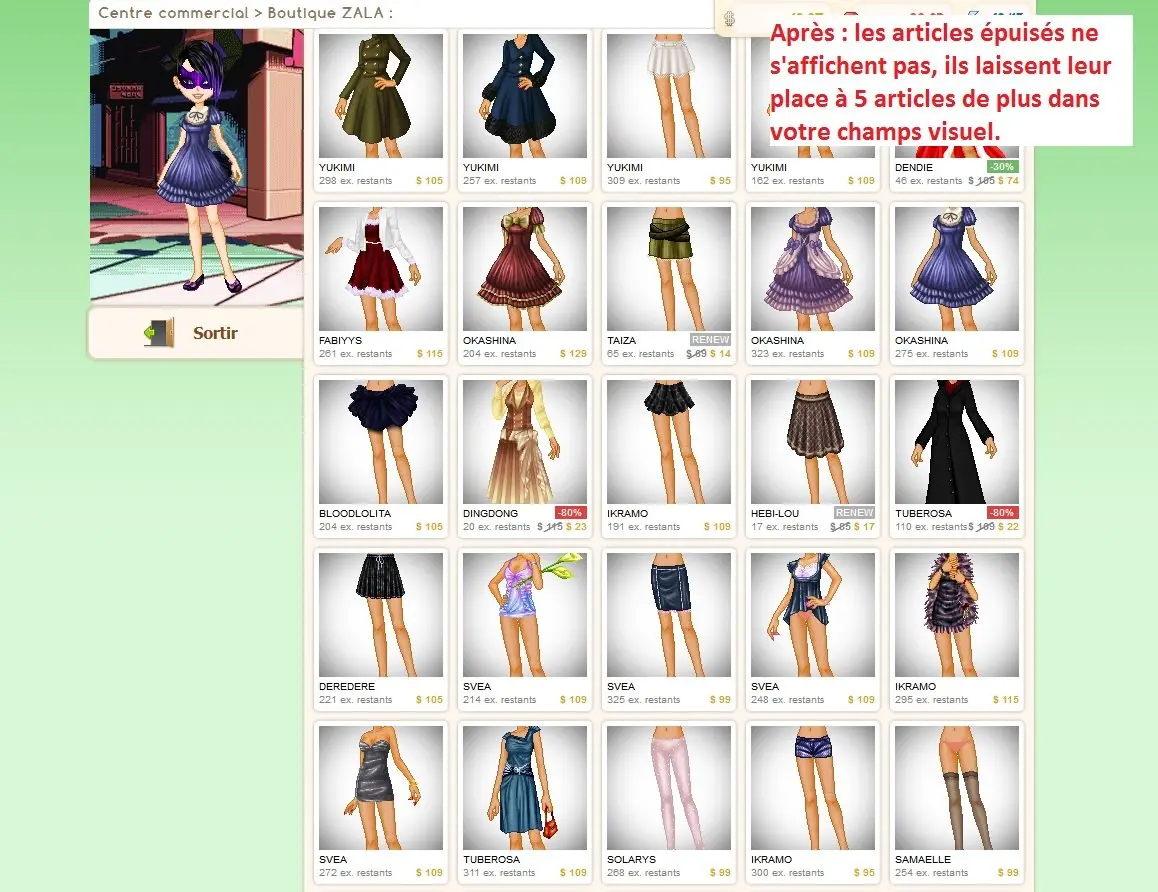 Centre commercial > Boutique ZALA :
Après : les articles épuisés ne
s'affichent pas, ils laissent leur
place à 5 articles de plus dans
votre champs visuel.
Sortir
YUKIMI
298 ex. restants $ 105
YUKIMI
257 ex. restants $ 109
YUKIMI
309 ex. restants $ 95
YUKIMI
162 ex. restants $ 109
DENDIE -30%
46 ex. restants $ 105 $ 74
FABIYYS
261 ex. restants $ 115
OKASHINA
204 ex. restants $ 129
TAIZA RENEW
65 ex. restants $ 69 $ 14
OKASHINA
323 ex. restants $ 109
OKASHINA
275 ex. restants $ 109
BLOODLOLITA
204 ex. restants $ 105
DINGDONG -80%
20 ex. restants $ 115 $ 23
IKRAMO
191 ex. restants $ 109
HEBI-LOU RENEW
17 ex. restants $ 85 $ 17
TUBEROSA -80%
110 ex. restants $ 109 $ 22
DEREDERE
221 ex. restants $ 105
SVEA
214 ex. restants $ 109
SVEA
325 ex. restants $ 99
SVEA
248 ex. restants $ 109
IKRAMO
295 ex. restants $ 115
SVEA
272 ex. restants $ 109
TUBEROSA
311 ex. restants $ 109
SOLARYS
268 ex. restants $ 99
IKRAMO
300 ex. restants $ 95
SAMAELLE
254 ex. restants $ 99